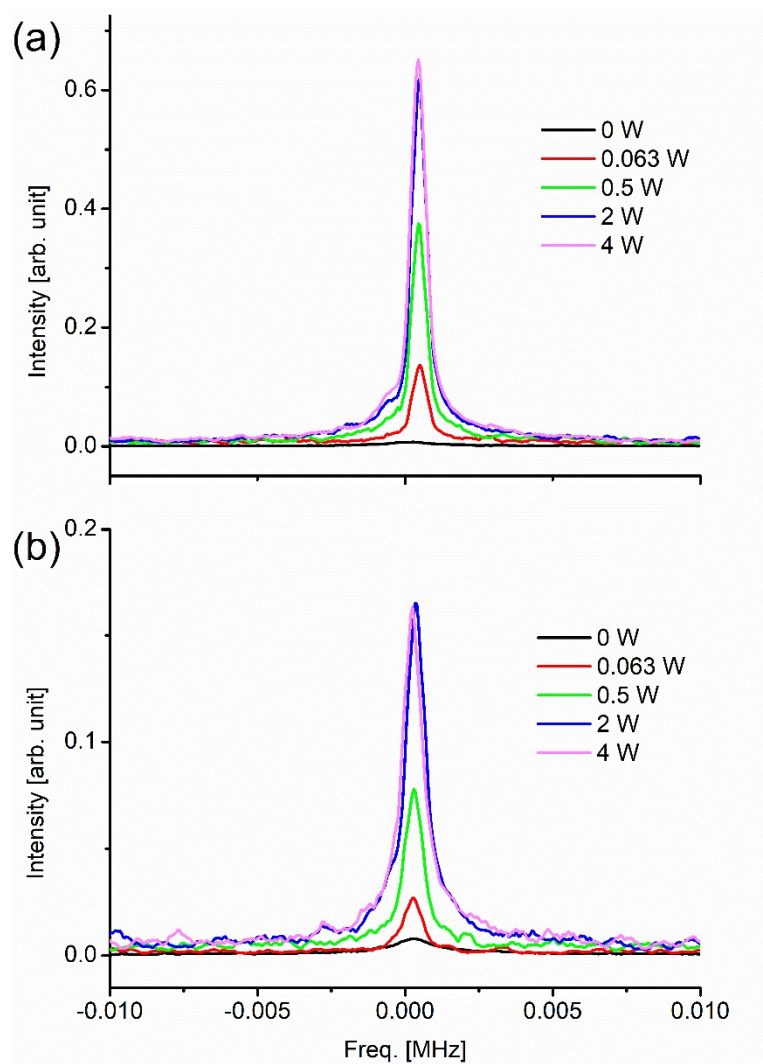 (a)
Intensity [arb. unit]
0.6
0.4
0.2
0.0
0 W
0.063 W
0.5 W
2 W
4 W
(b)
Intensity [arb. unit]
0.2
0.1
0.0
0 W
0.063 W
0.5 W
2 W
4 W
-0.010
-0.005
0.000
0.005
0.010
Freq. [MHz]